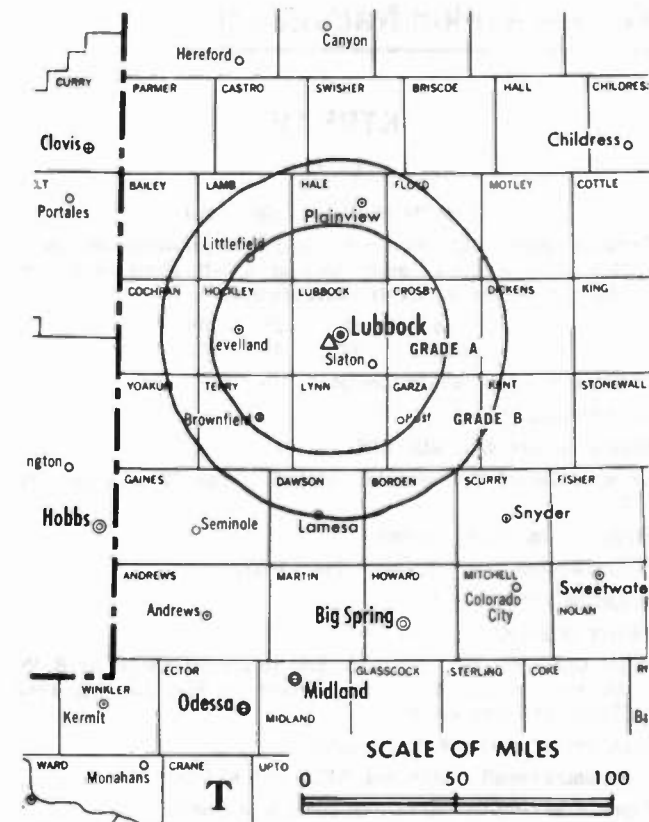 Canyon
Hereford
CURRY
PARMER CASTRO SWISHER BRISCOE HALL CHILDRESS
Clovis
Childress
LT
BAILEY LAMB HALE FLOYD MOTLEY COTTLE
Portales
Plainview
Littlefield
COCHRAN HOCKLEY LUBBOCK CROSBY DICKENS KING
Levelland
Lubbock
Slaton
GRADE A
YOAKUM TERRY LYNN GARZA KENT STONEWALL
Brownfield
Post
GRADE B
ngton
GAINES DAWSON BORDEN SCURRY FISHER
Hobbs
Seminole
Lamesa
Snyder
ANDREWS MARTIN HOWARD MITCHELL
Sweetwate
Andrews
Big Spring
Colorado
City
NOLAN
ECTOR GLASSCOCK STERLING COKE
WINKLER
Midland
Kermit
Odessa
MIDLAND
WARD
Monahans
CRANE
UPTO
T
SCALE OF MILES
0 50 100